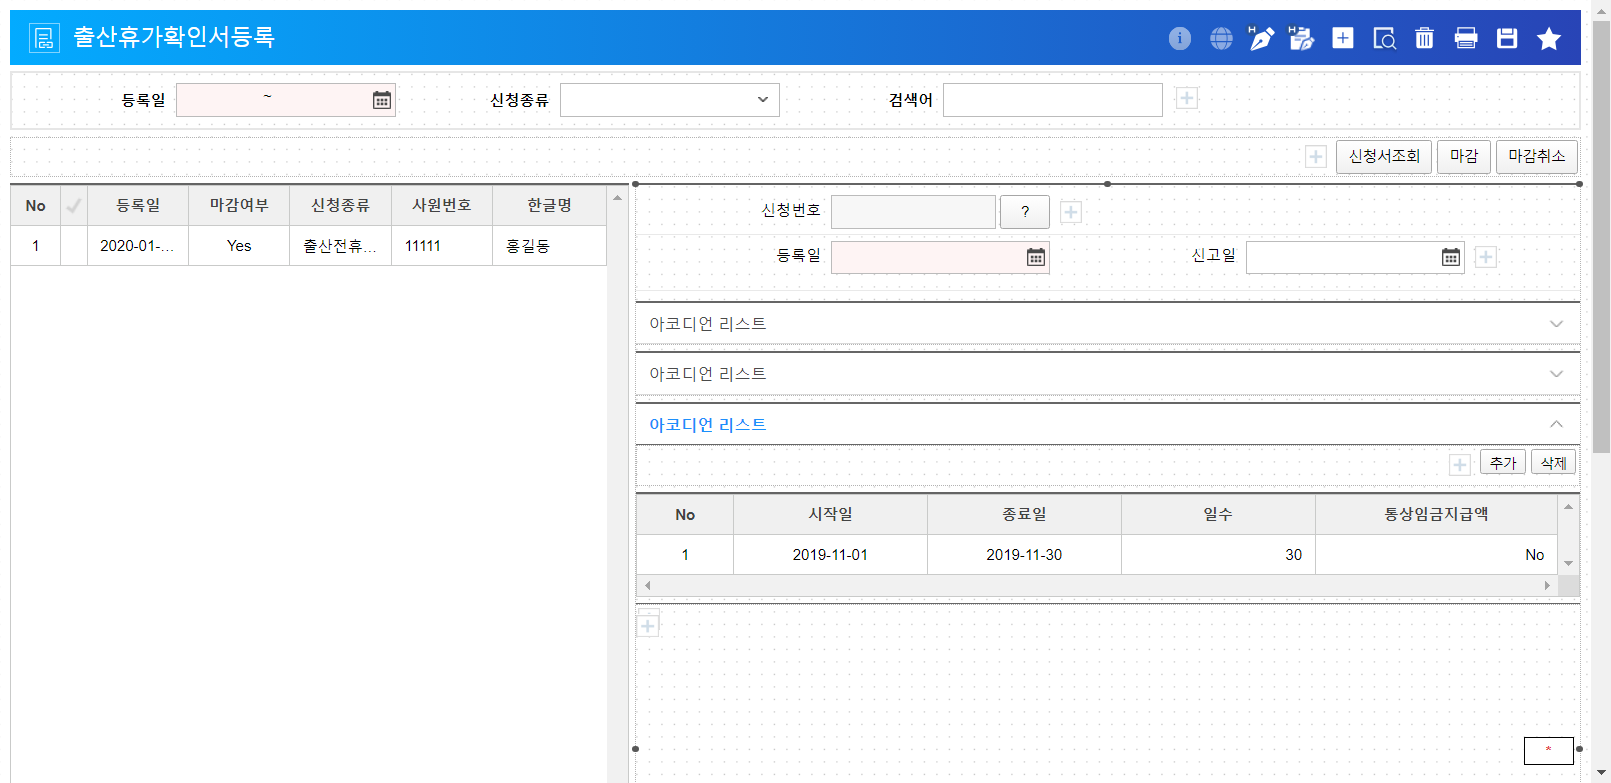 출산휴가확인서등록
등록일 ~ 신청종류 검색어
신청서조회 마감 마감취소
No 등록일 마감여부 신청종류 사원번호 한글명
1 2020-01-... Yes 출산전휴... 11111 홍길동
신청번호 ?
등록일 신고일
아코디언 리스트
아코디언 리스트
아코디언 리스트
추가 삭제
No 시작일 종료일 일수 통상임금지급액
1 2019-11-01 2019-11-30 30 No
*